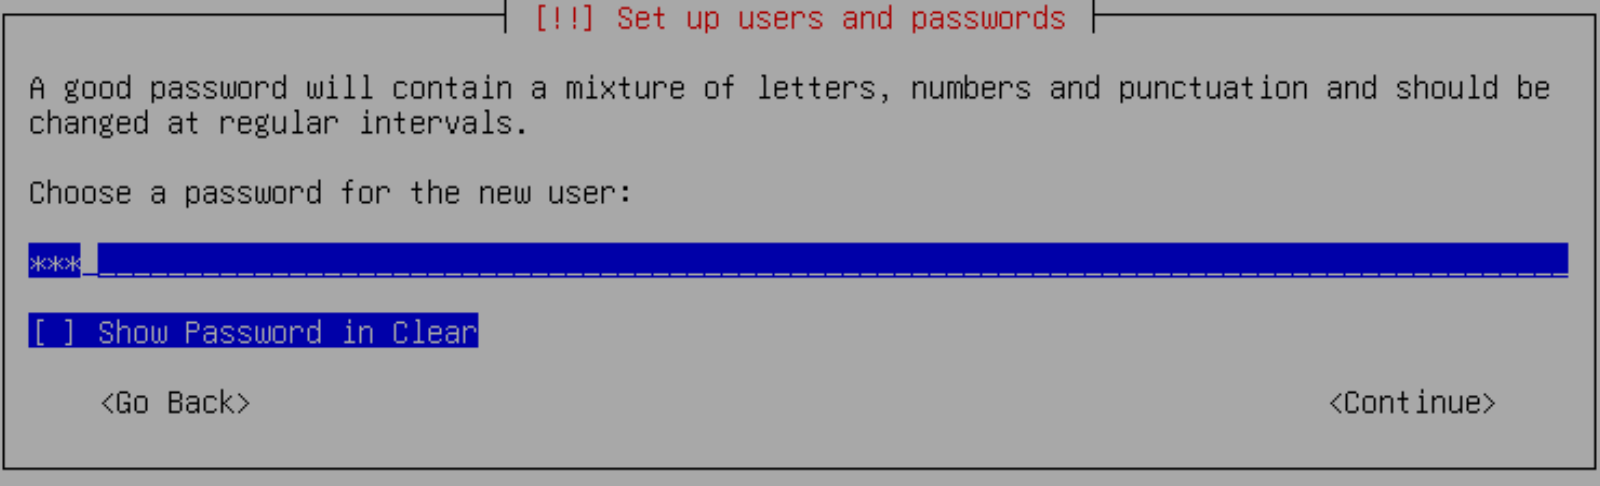 [!!] Set up users and passwords
A good password will contain a mixture of letters, numbers and punctuation and should be
changed at regular intervals.
Choose a password for the new user:
***_______________________________________________________________________________________
[ ] Show Password in Clear
<Go Back> <Continue>